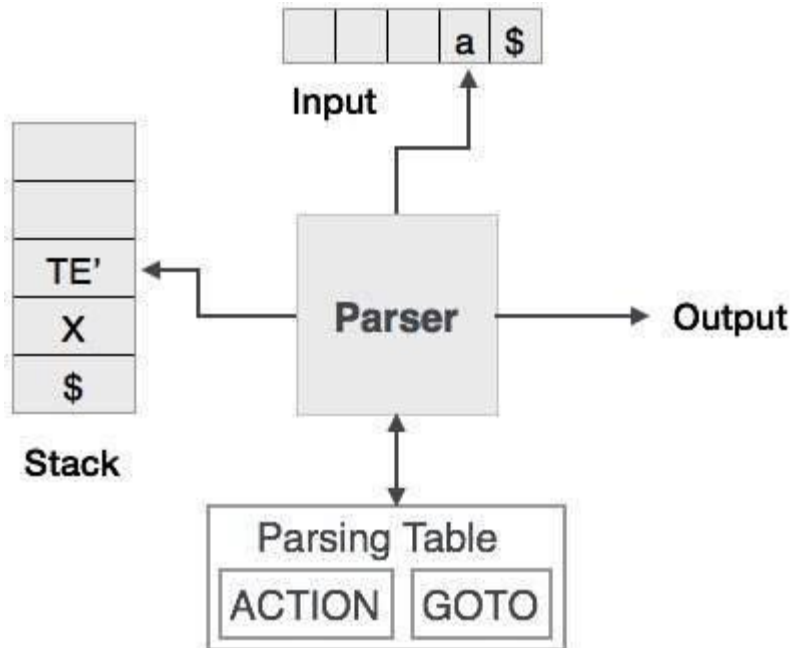 a $
Input
TE’
X
$
Stack
Parser
Output
Parsing Table
ACTION GOTO